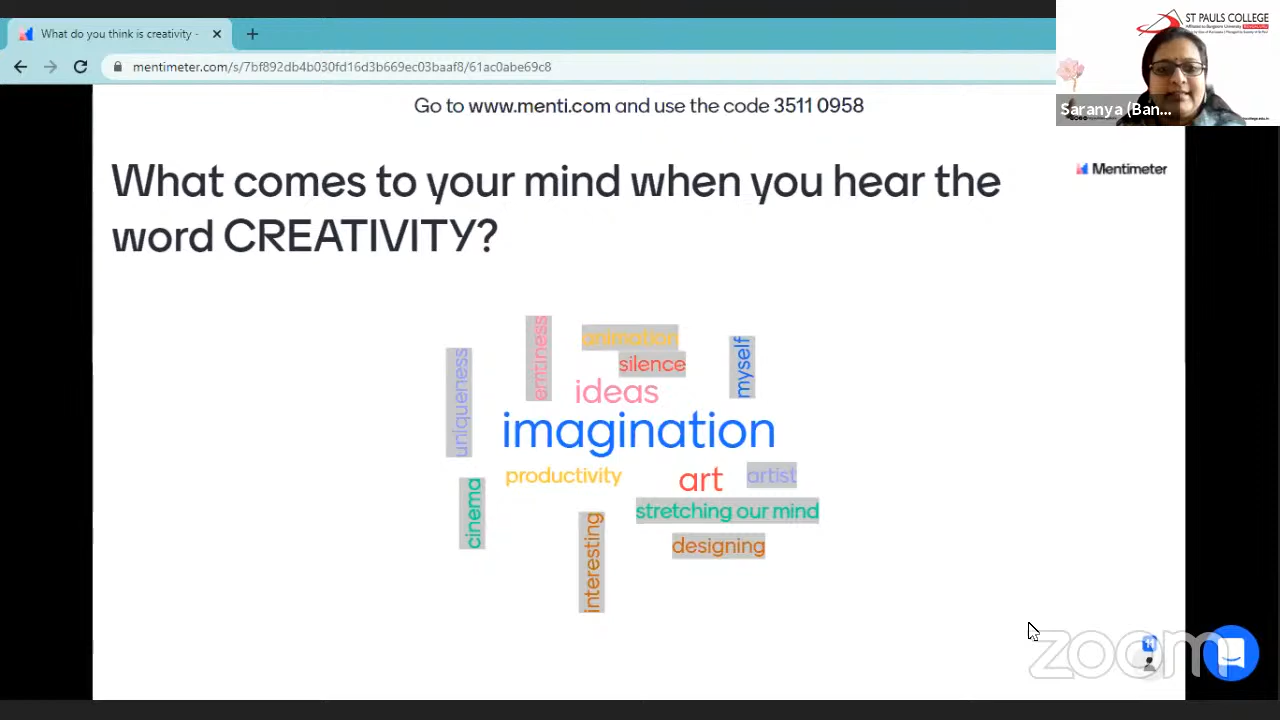 What do you think is creativity -
mentimeter.com/s/7bf892db4b030fd16d3b669ec03baaf8/61ac0abe69c8
ST PAULS COLLEGE
Saranya (Ban...
Go to www.menti.com and use the code 3511 0958
What comes to your mind when you hear the
word CREATIVITY?
Mentimeter
emtiness
animation
silence
myself
uniqueness
ideas
imagination
productivity
art
artist
cinema
stretching our mind
interesting
designing
zoom